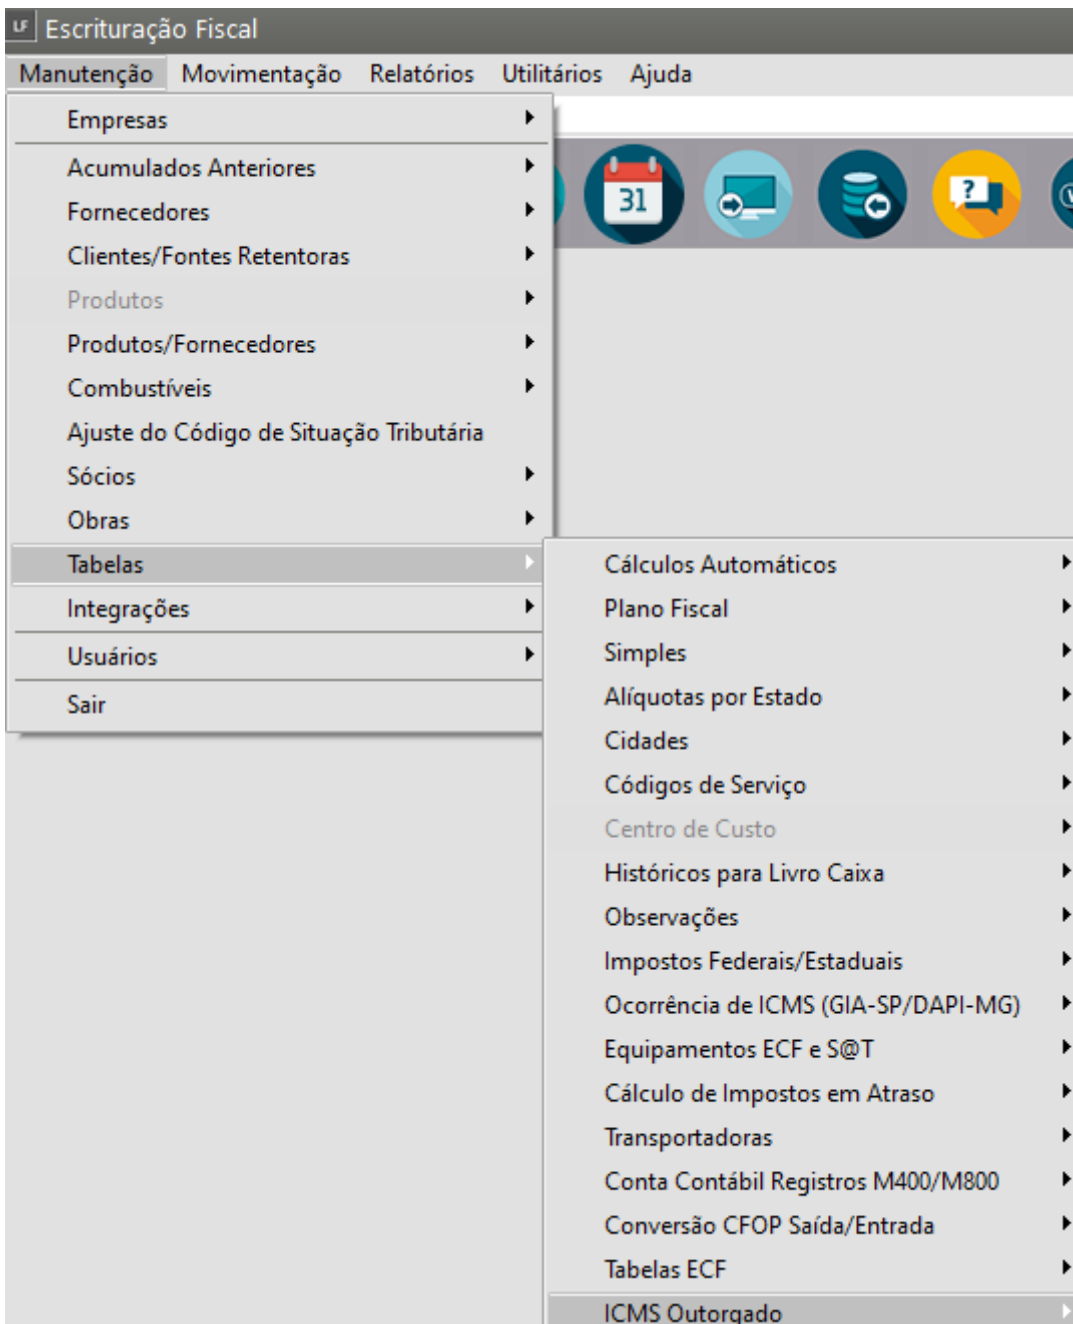 LF Escrituração Fiscal
Manutenção Movimentação Relatórios Utilitários Ajuda
Empresas
Acumulados Anteriores
Fornecedores
Clientes/Fontes Retentoras
Produtos
Produtos/Fornecedores
Combustíveis
Ajuste do Código de Situação Tributária
Sócios
Obras
Tabelas
Integrações
Usuários
Sair
31
?
Cálculos Automáticos
Plano Fiscal
Simples
Alíquotas por Estado
Cidades
Códigos de Serviço
Centro de Custo
Históricos para Livro Caixa
Observações
Impostos Federais/Estaduais
Ocorrência de ICMS (GIA-SP/DAPI-MG)
Equipamentos ECF e S@T
Cálculo de Impostos em Atraso
Transportadoras
Conta Contábil Registros M400/M800
Conversão CFOP Saída/Entrada
Tabelas ECF
ICMS Outorgado